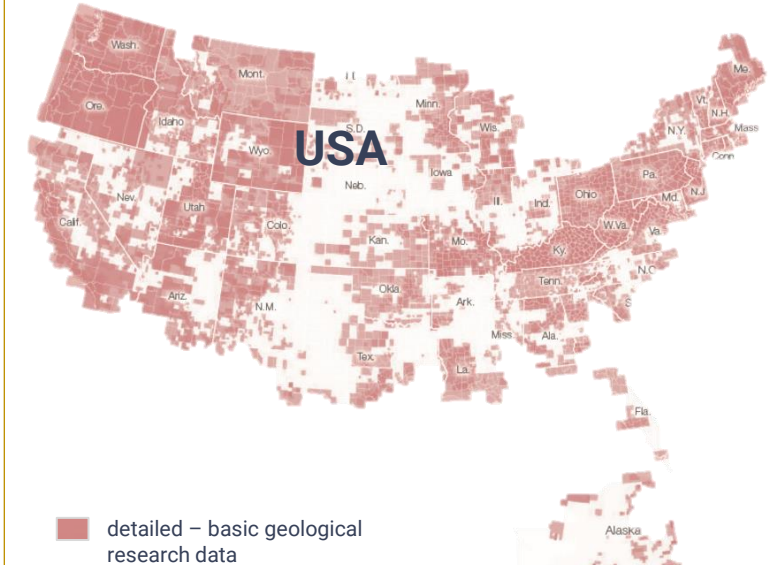 Wash.
Mont.
Me.
Ore.
Minn.
Vt.
N.H.
Idaho
S.D.
Wis.
N.Y.
Mass
Wyo.
USA
Conn
Iowa
Pa.
Neb.
Nev.
Utah
Ill.
Ind.
Ohio
N.J.
Md.
Calif.
Colo.
W.Va.
Va.
Kan.
Mo.
Ky.
N.C
Tenn.
Ariz.
Okla.
N.M.
Ark.
S
Miss.
Ala.
Tex.
La.
Fla.
detailed – basic geological
research data
Alaska